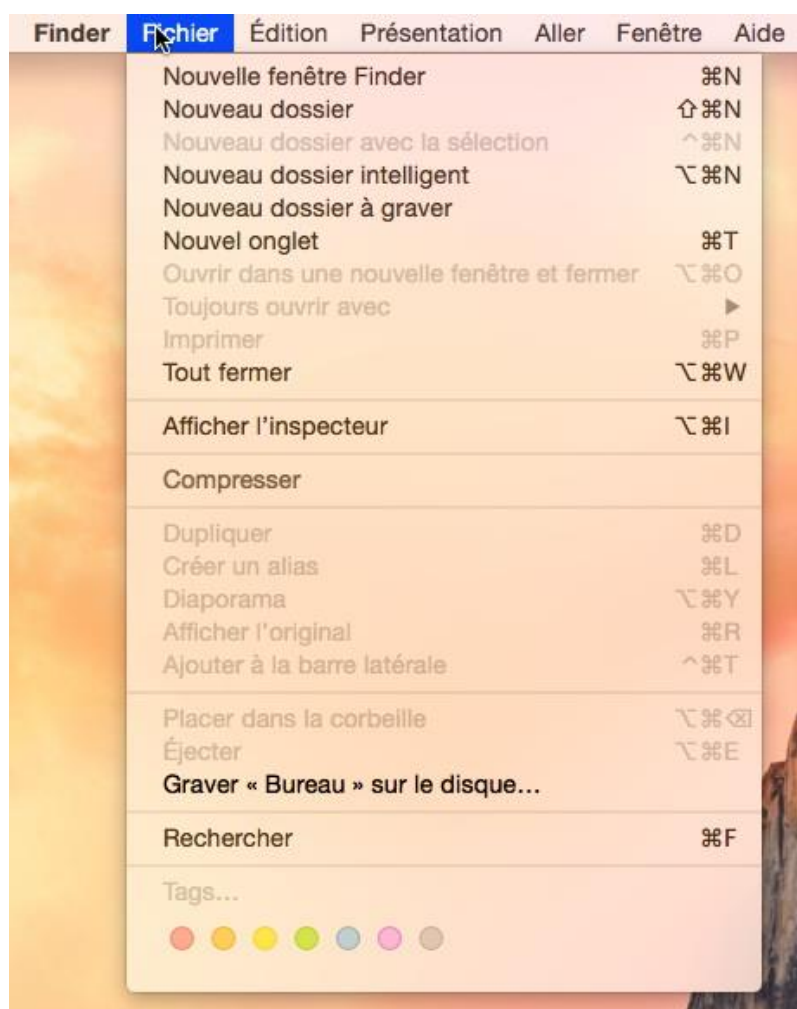 Finder Fichier Édition Présentation Aller Fenêtre Aide
Nouvelle fenêtre Finder ⌘N
Nouveau dossier ⇧⌘N
Nouveau dossier avec la sélection ^⌘N
Nouveau dossier intelligent ⌥⌘N
Nouveau dossier à graver
Nouvel onglet ⌘T
Ouvrir dans une nouvelle fenêtre et fermer ⌥⌘O
Toujours ouvrir avec ▶
Imprimer ⌘P
Tout fermer ⌥⌘W
Afficher l’inspecteur ⌥⌘I
Compresser
Dupliquer ⌘D
Créer un alias ⌘L
Diaporama ⌥⌘Y
Afficher l’original ⌘R
Ajouter à la barre latérale ^⌘T
Placer dans la corbeille ⌥⌘⌫
Éjecter ⌥⌘E
Graver « Bureau » sur le disque…
Rechercher ⌘F
Tags…